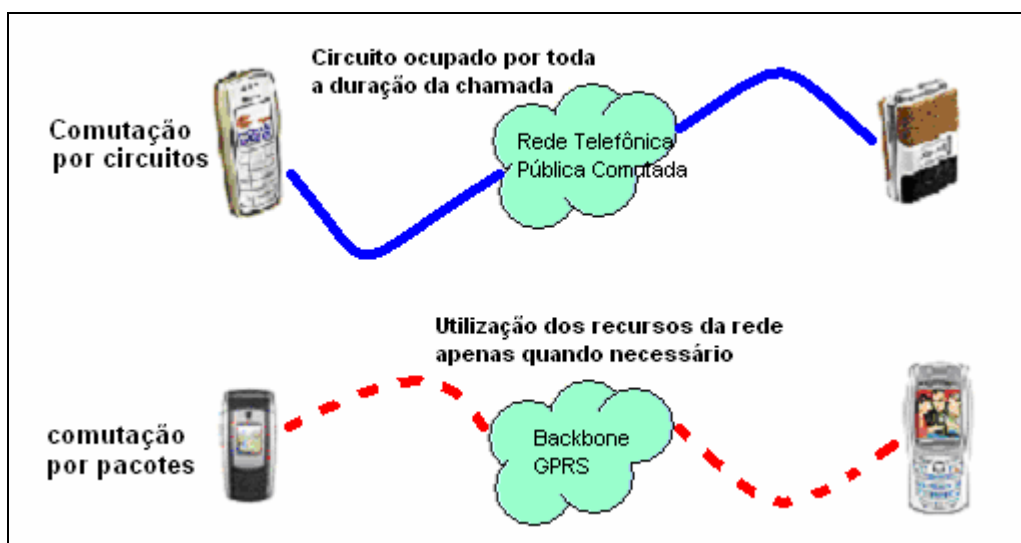 Circuito ocupado por toda
a duração da chamada
Comutação
por circuitos
Rede Telefônica
Pública Comutada
Utilização dos recursos da rede
apenas quando necessário
comutação
por pacotes
Backbone
GPRS